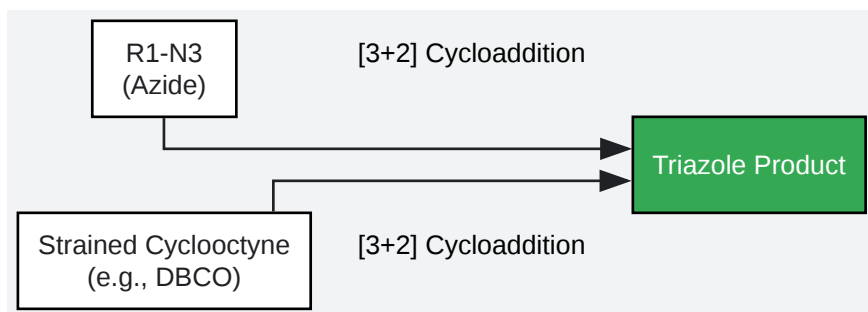 R1-N3
(Azide)
[3+2] Cycloaddition
Triazole Product
Strained Cyclooctyne
(e.g., DBCO)
[3+2] Cycloaddition